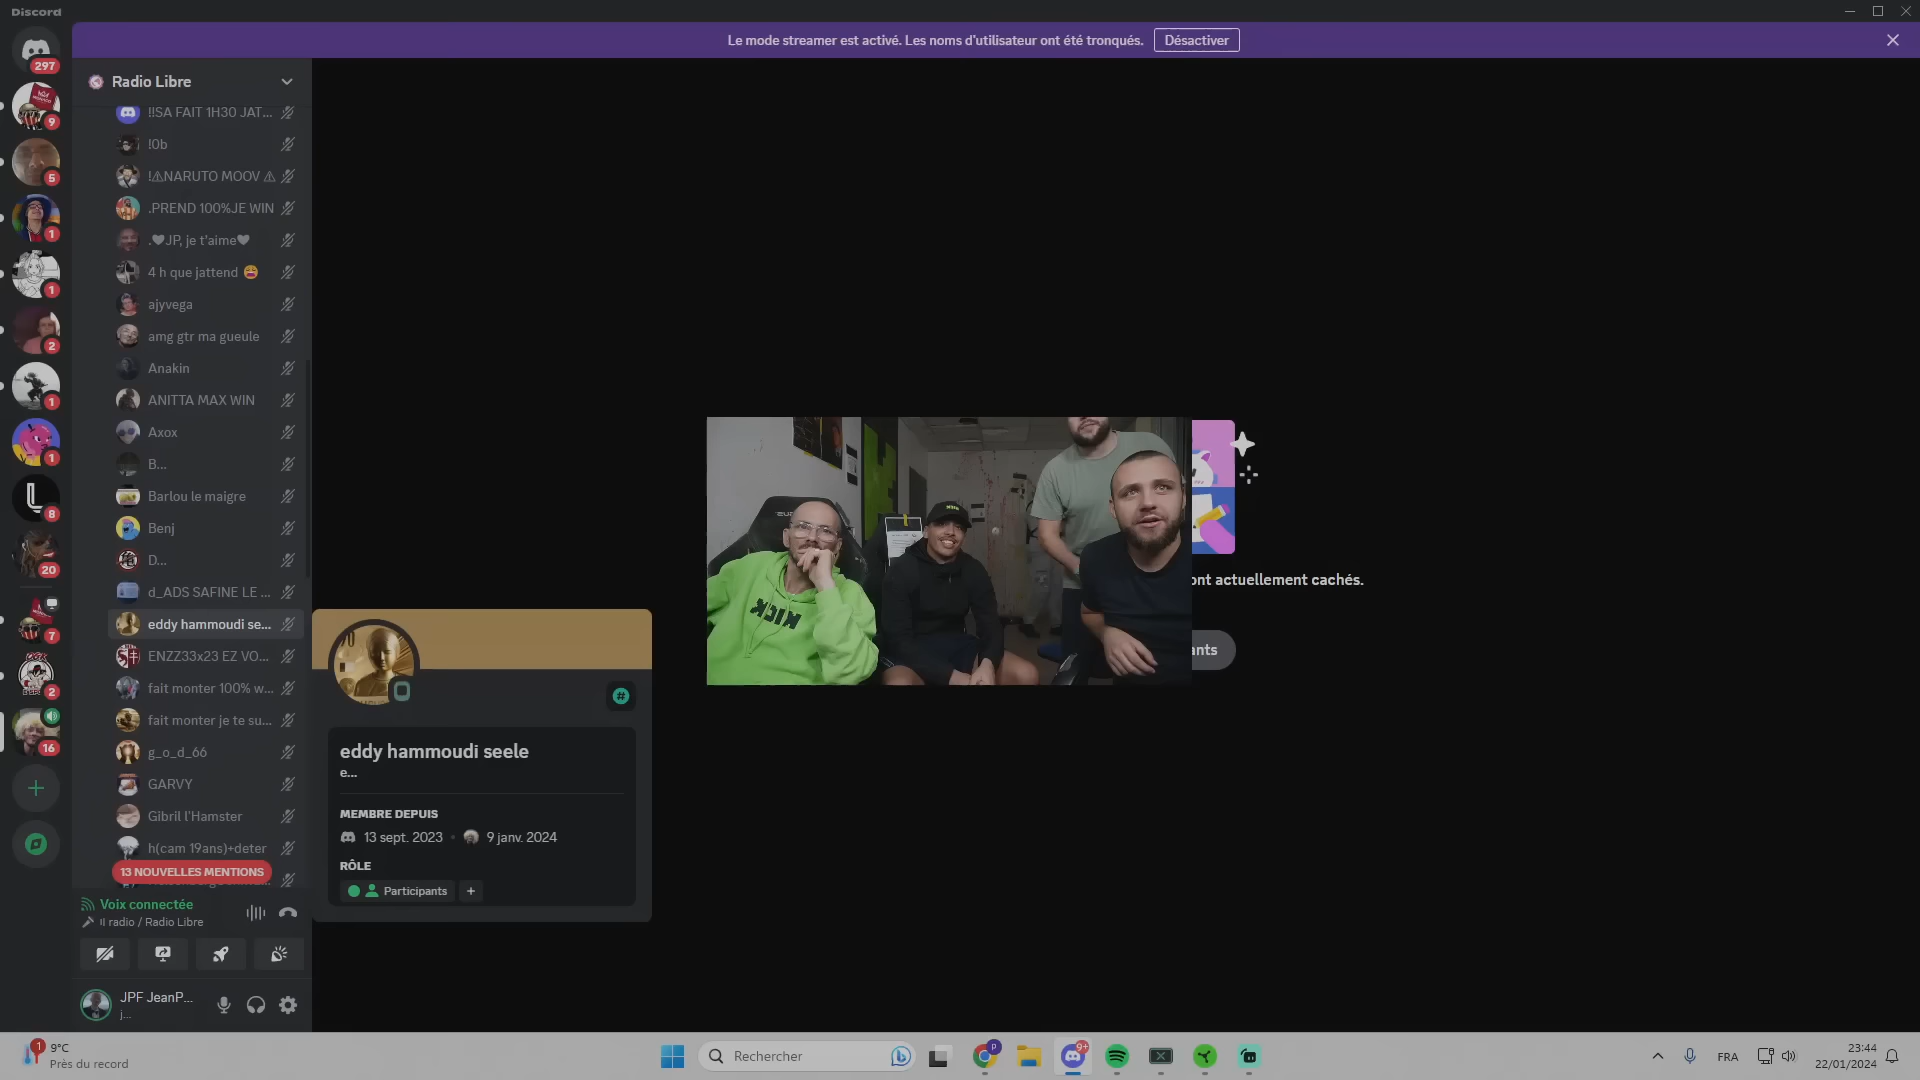 Discord
Le mode streamer est activé. Les noms d'utilisateur ont été tronqués.
Désactiver
297
9
5
1
1
2
1
1
8
20
7
2
16
Radio Libre
!!SA FAIT 1H30 JAT...
!0b
!⚠NARUTO MOOV ⚠
.PREND 100%JE WIN
.🖤JP, je t'aime🖤
4 h que jattend 😩
ajyvega
amg gtr ma gueule
Anakin
ANITTA MAX WIN
Axox
B...
Barlou le maigre
Benj
D...
d_ADS SAFINE LE ...
eddy hammoudi se...
ENZZ33x23 EZ VO...
fait monter 100% w...
fait monter je te su...
g_o_d_66
GARVY
Gibril l'Hamster
h(cam 19ans)+deter
13 NOUVELLES MENTIONS
Voix connectée
II radio / Radio Libre
JPF JeanP...
j...
eddy hammoudi seele
e...
MEMBRE DEPUIS
13 sept. 2023 • 9 janv. 2024
RÔLE
Participants
+
KICK
ont actuellement cachés.
ants
1
9°C
Près du record
Rechercher
P
9+
FRA
23:44
22/01/2024